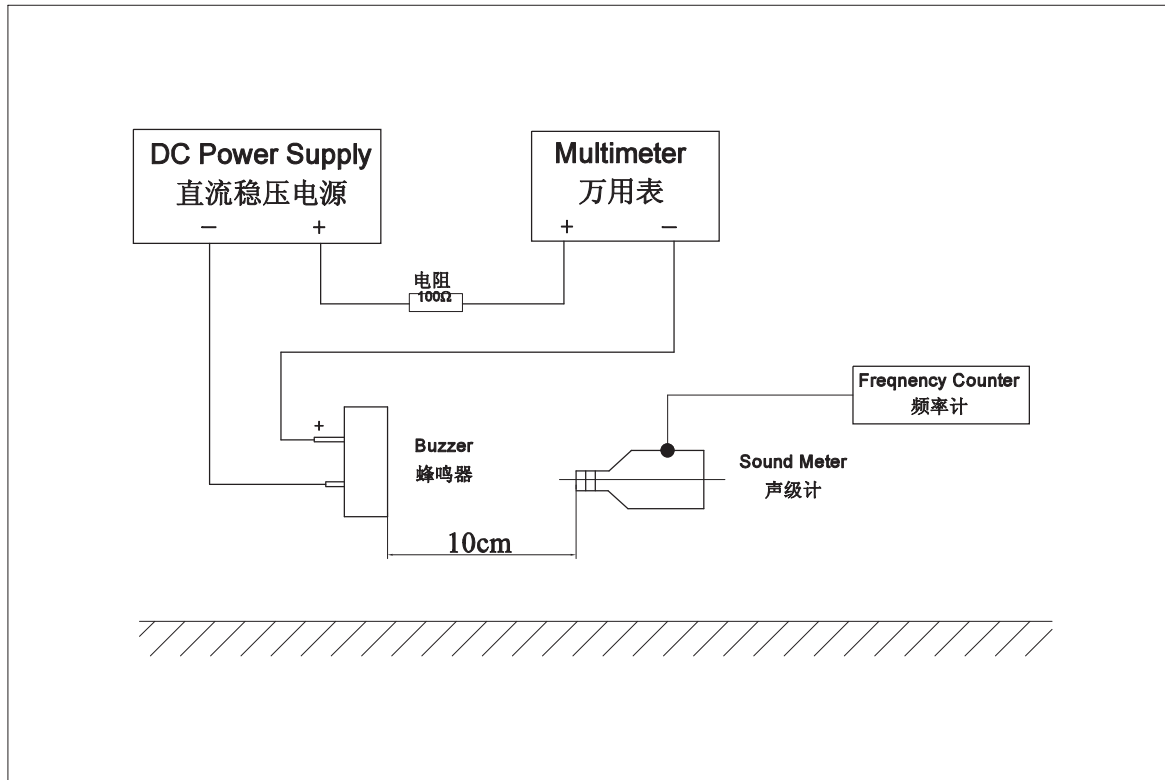 DC Power Supply
直流稳压电源
− +
Multimeter
万用表
+ −
电阻
100Ω
Freqnency Counter
频率计
+
Buzzer
蜂鸣器
Sound Meter
声级计
10cm